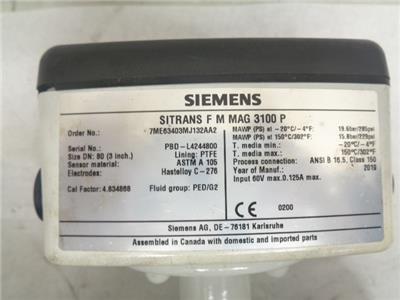 SIEMENS
SITRANS F M MAG 3100 P
Order No.: 7ME63403MJ132AA2
Serial No.: PBD-L4244800
Size DN: 80 (3 inch.) Lining: PTFE
Sensor material: ASTM A 105
Electrodes: Hastelloy C-276
Cal Factor: 4.834868 Fluid group: PED/G2
MAWP (PS) at -20°C/-4°F: 19.6bar/285psi
MAWP (PS) at 150°C/302°F: 15.8bar/229psi
T. media min.: -20°C/-4°F
T. media max.: 150°C/302°F
Process connection: ANSI B 16.5, Class 150
Year of Manuf.: 2016
Input 60V max.0.125A max.
CE 0200
Siemens AG, DE-76181 Karlsruhe
Assembled in Canada with domestic and imported parts